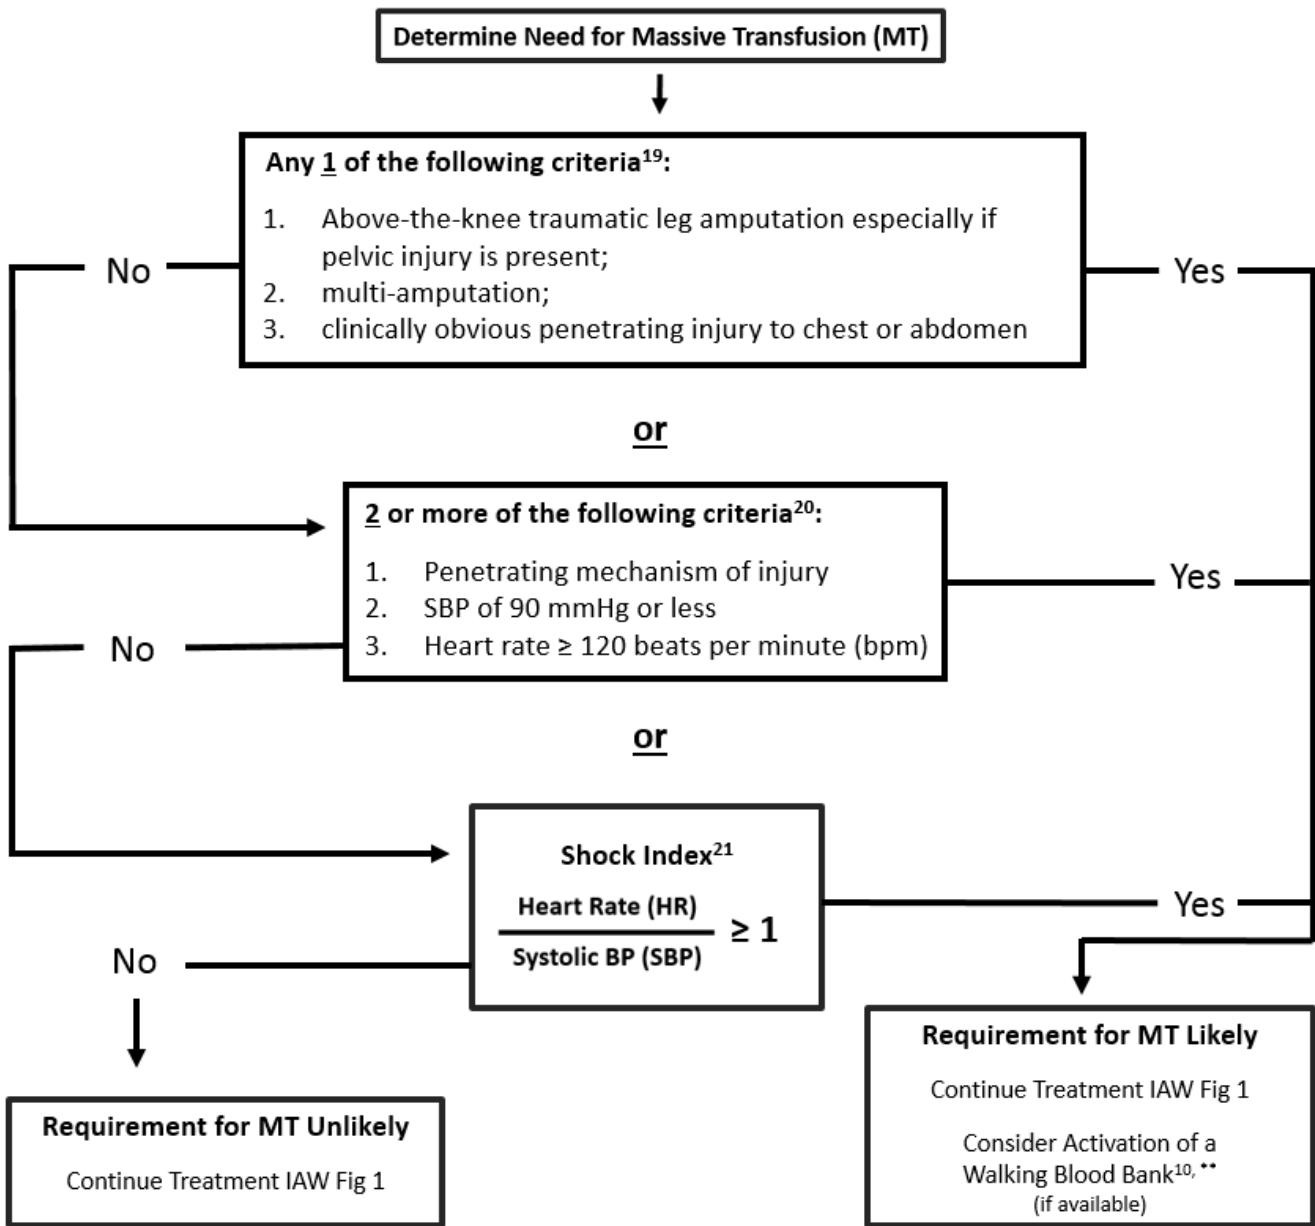 Determine Need for Massive Transfusion (MT)
Any 1 of the following criteria¹⁹:
1. Above-the-knee traumatic leg amputation especially if
pelvic injury is present;
2. multi-amputation;
3. clinically obvious penetrating injury to chest or abdomen
No
Yes
or
2 or more of the following criteria²⁰:
1. Penetrating mechanism of injury
2. SBP of 90 mmHg or less
3. Heart rate ≥ 120 beats per minute (bpm)
Yes
No
or
Shock Index²¹
Heart Rate (HR)
Systolic BP (SBP)
≥ 1
Yes
No
Requirement for MT Likely
Continue Treatment IAW Fig 1
Consider Activation of a
Walking Blood Bank¹⁰, **
(if available)
Requirement for MT Unlikely
Continue Treatment IAW Fig 1